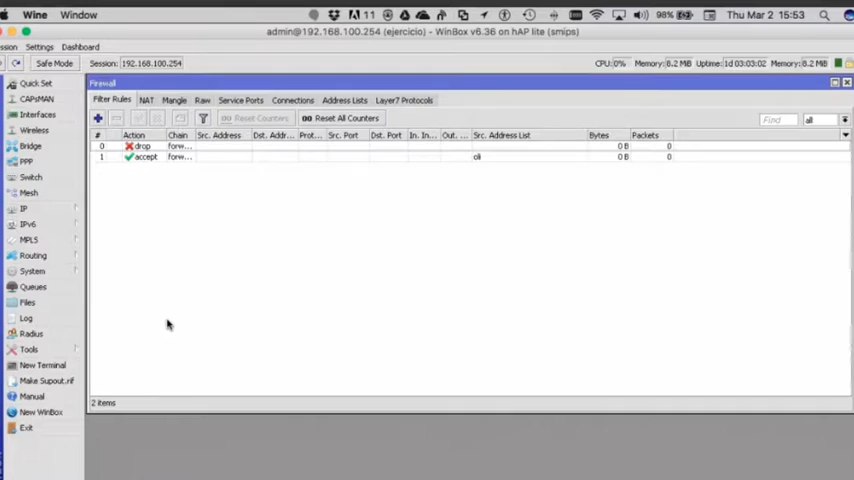 Wine Window 11 98% Thu Mar 2 15:53
admin@192.168.100.254 (ejercicio) - WinBox v6.36 on hAP lite (smips)
ssion Settings Dashboard
Safe Mode Session: 192.168.100.254 CPU: 0% Memory: 8.2 MiB Uptime: 1d 03:03:02 Memory: 8.2 MiB
Quick Set
CAPsMAN
Interfaces
Wireless
Bridge
PPP
Switch
Mesh
IP
IPv6
MPLS
Routing
System
Queues
Files
Log
Radius
Tools
New Terminal
Make Supout.rif
Manual
New WinBox
Exit
Firewall
Filter Rules NAT Mangle Raw Service Ports Connections Address Lists Layer7 Protocols
Reset Counters 00 Reset All Counters Find all
# Action Chain Src. Address Dst. Addr... Prot... Src. Port Dst. Port In. In... Out. ... Src. Address List Bytes Packets
0 drop forw... 0 B 0
1 accept forw... oli 0 B 0
2 items